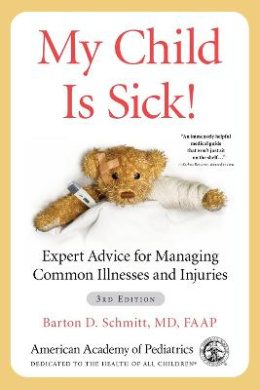 My Child
Is Sick!
"An immensely helpful
medical guide
that won't just sit
on the shelf…"
Expert Advice for Managing
Common Illnesses and Injuries
3RD EDITION
Barton D. Schmitt, MD, FAAP
American Academy of Pediatrics
DEDICATED TO THE HEALTH OF ALL CHILDREN®